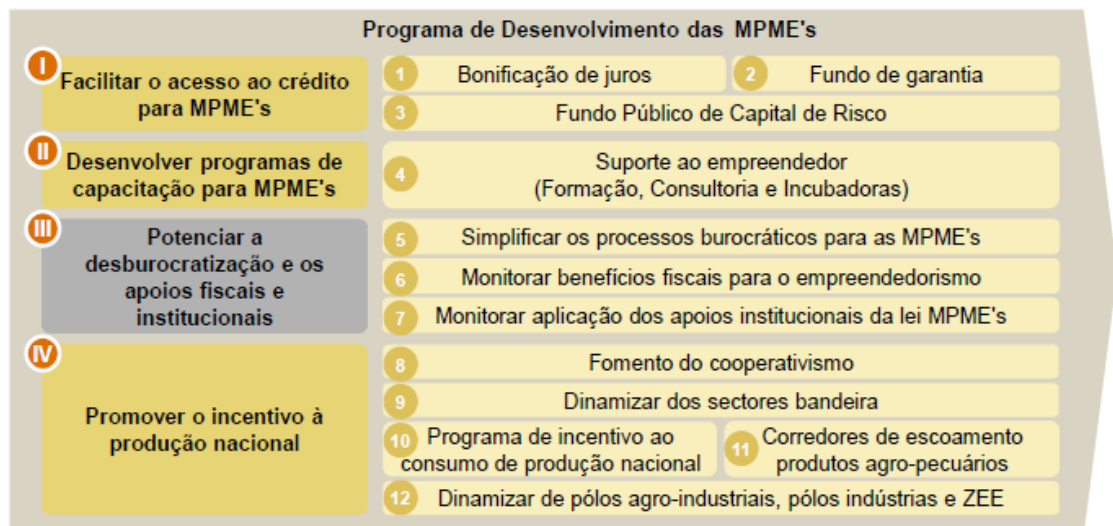 Programa de Desenvolvimento das MPME's
I
Facilitar o acesso ao crédito
para MPME's
1 Bonificação de juros
2 Fundo de garantia
3 Fundo Público de Capital de Risco
II
Desenvolver programas de
capacitação para MPME's
4 Suporte ao empreendedor
(Formação, Consultoria e Incubadoras)
III
Potenciar a
desburocratização e os
apoios fiscais e
institucionais
5 Simplificar os processos burocráticos para as MPME's
6 Monitorar benefícios fiscais para o empreendedorismo
7 Monitorar aplicação dos apoios institucionais da lei MPME's
IV
Promover o incentivo à
produção nacional
8 Fomento do cooperativismo
9 Dinamizar dos sectores bandeira
10 Programa de incentivo ao
consumo de produção nacional
11 Corredores de escoamento
produtos agro-pecuários
12 Dinamizar de pólos agro-industriais, pólos indústrias e ZEE